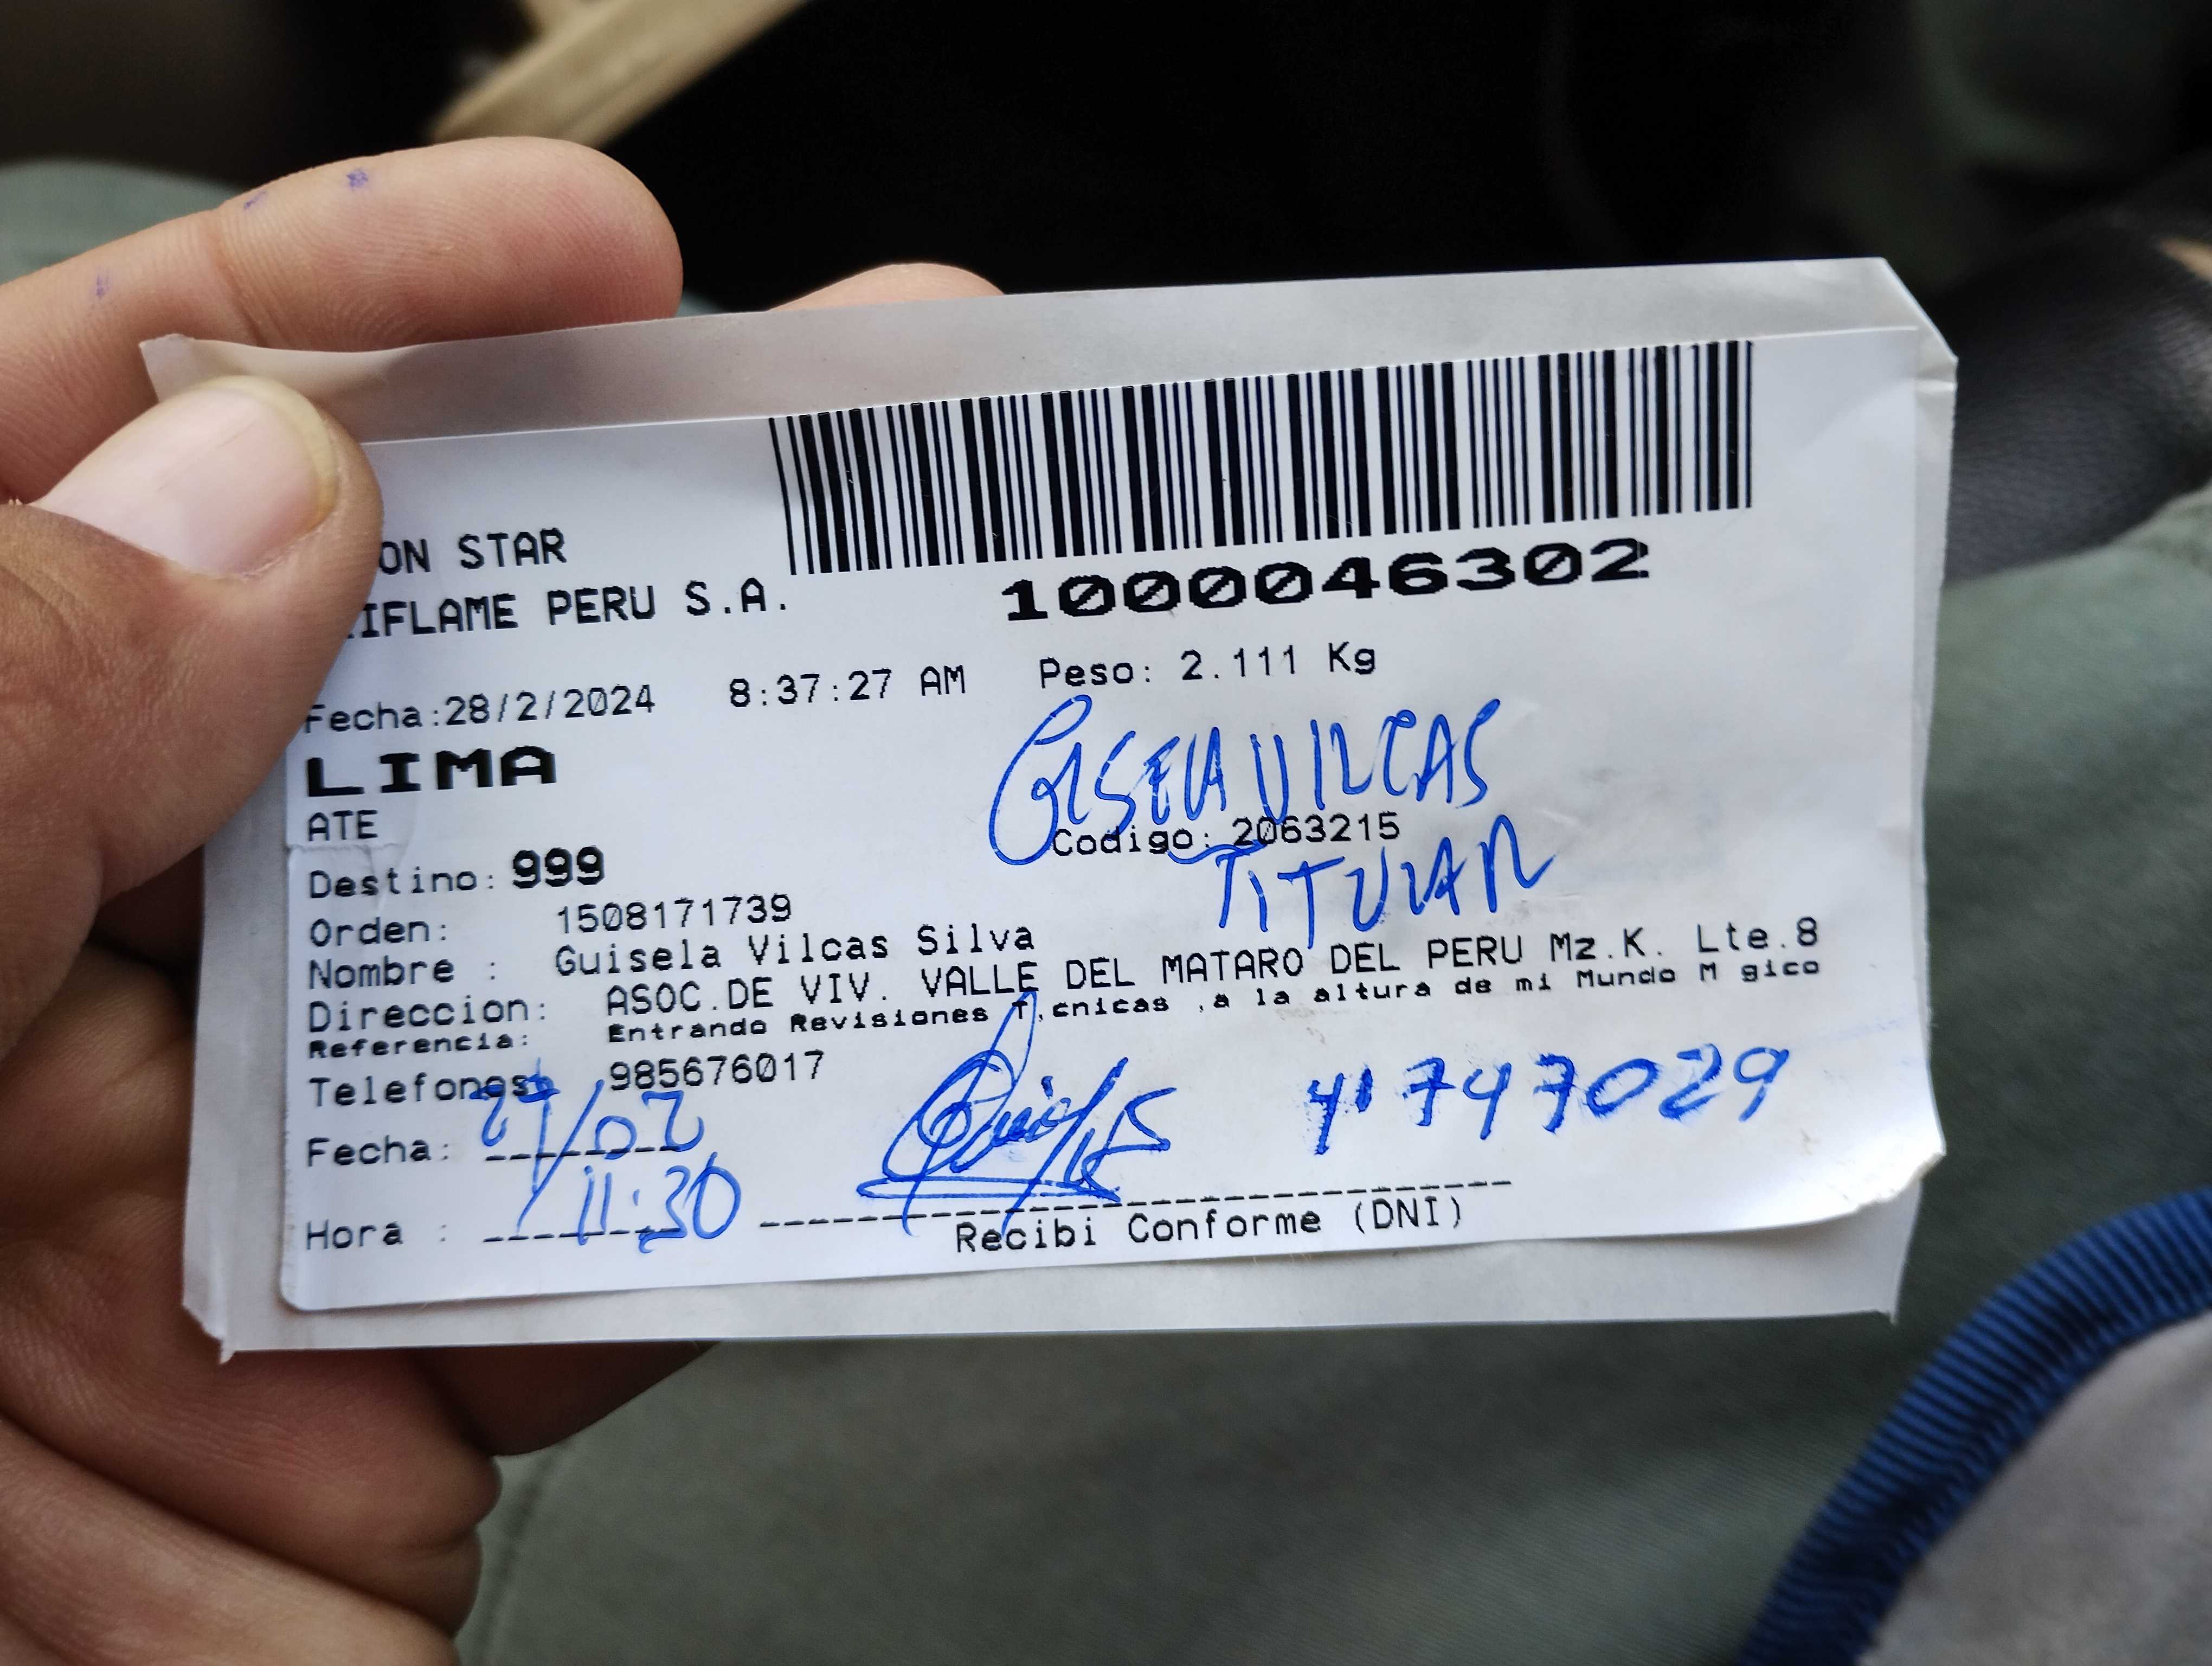 ON STAR
IFLAME PERU S.A.
1000046302
Fecha:28/2/2024 8:37:27 AM Peso: 2.111 Kg
LIMA
GISELA VILCAS
ATE
Codigo: 2063215
TITULAR
Destino: 999
Orden: 1508171739
Nombre : Guisela Vilcas Silva
Direccion: ASOC.DE VIV. VALLE DEL MATARO DEL PERU Mz.K. Lte.8
Referencia: Entrando Revisiones T,cnicas ,a la altura de mi Mundo M gico
Telefonos: 985676017
Fecha: 29/02 41747029
Hora : 11:30
Recibi Conforme (DNI)